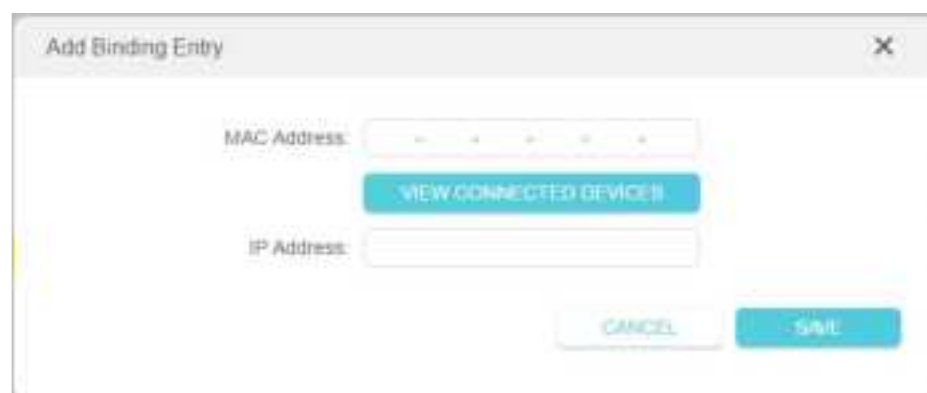 Add Binding Entry ×
MAC Address: - - - - -
VIEW CONNECTED DEVICES
IP Address:
CANCEL SAVE